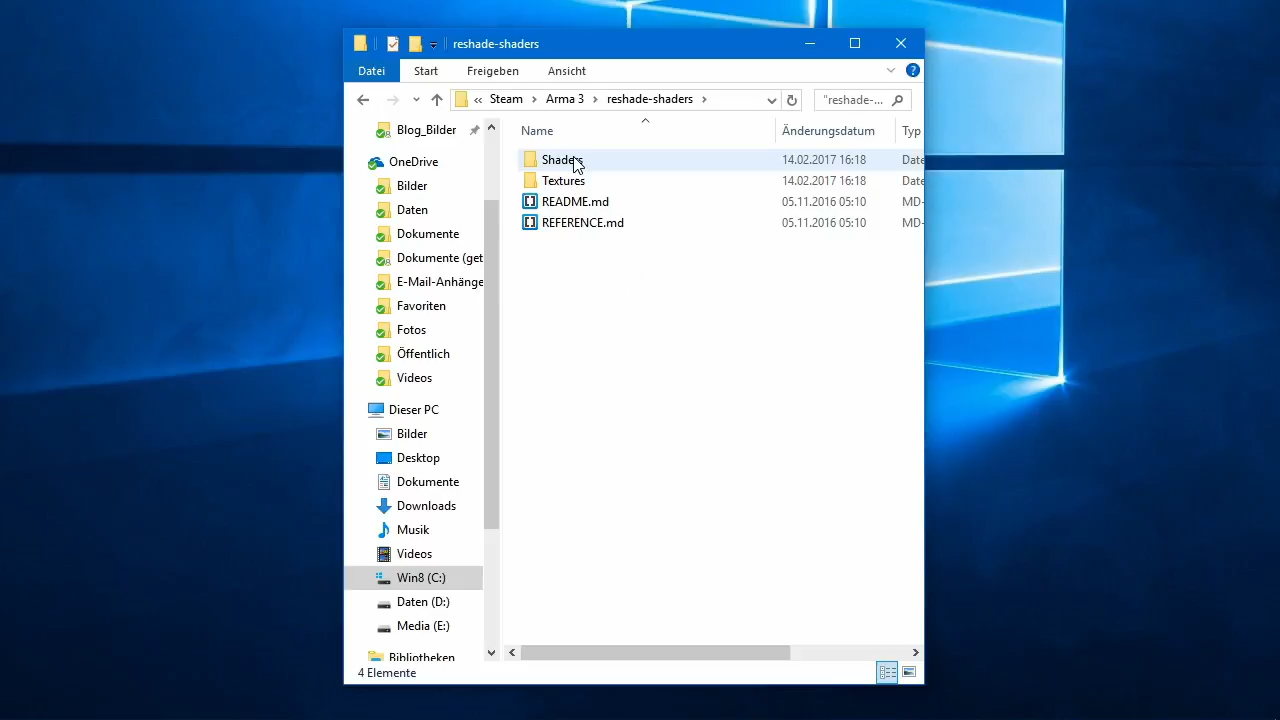 reshade-shaders
Datei Start Freigeben Ansicht
« Steam > Arma 3 > reshade-shaders > "reshade-...
Name Änderungsdatum Typ
Shaders 14.02.2017 16:18 Date
Textures 14.02.2017 16:18 Date
README.md 05.11.2016 05:10 MD-
REFERENCE.md 05.11.2016 05:10 MD-
Blog_Bilder
OneDrive
Bilder
Daten
Dokumente
Dokumente (get
E-Mail-Anhänge
Favoriten
Fotos
Öffentlich
Videos
Dieser PC
Bilder
Desktop
Dokumente
Downloads
Musik
Videos
Win8 (C:)
Daten (D:)
Media (E:)
Bibliotheken
4 Elemente